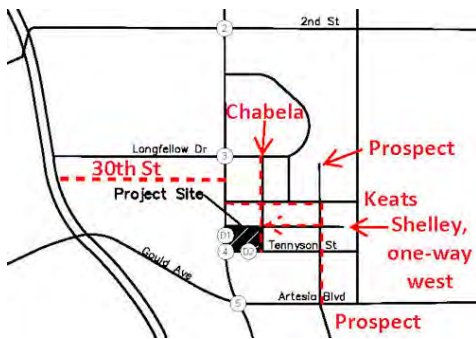 2
2nd St
Chabela
Longfellow Dr
3
Prospect
30th St
Project Site
Keats
D1
Shelley,
one-way
west
4
D2
Tennyson St
Gould Ave
5
Artesia Blvd
Prospect